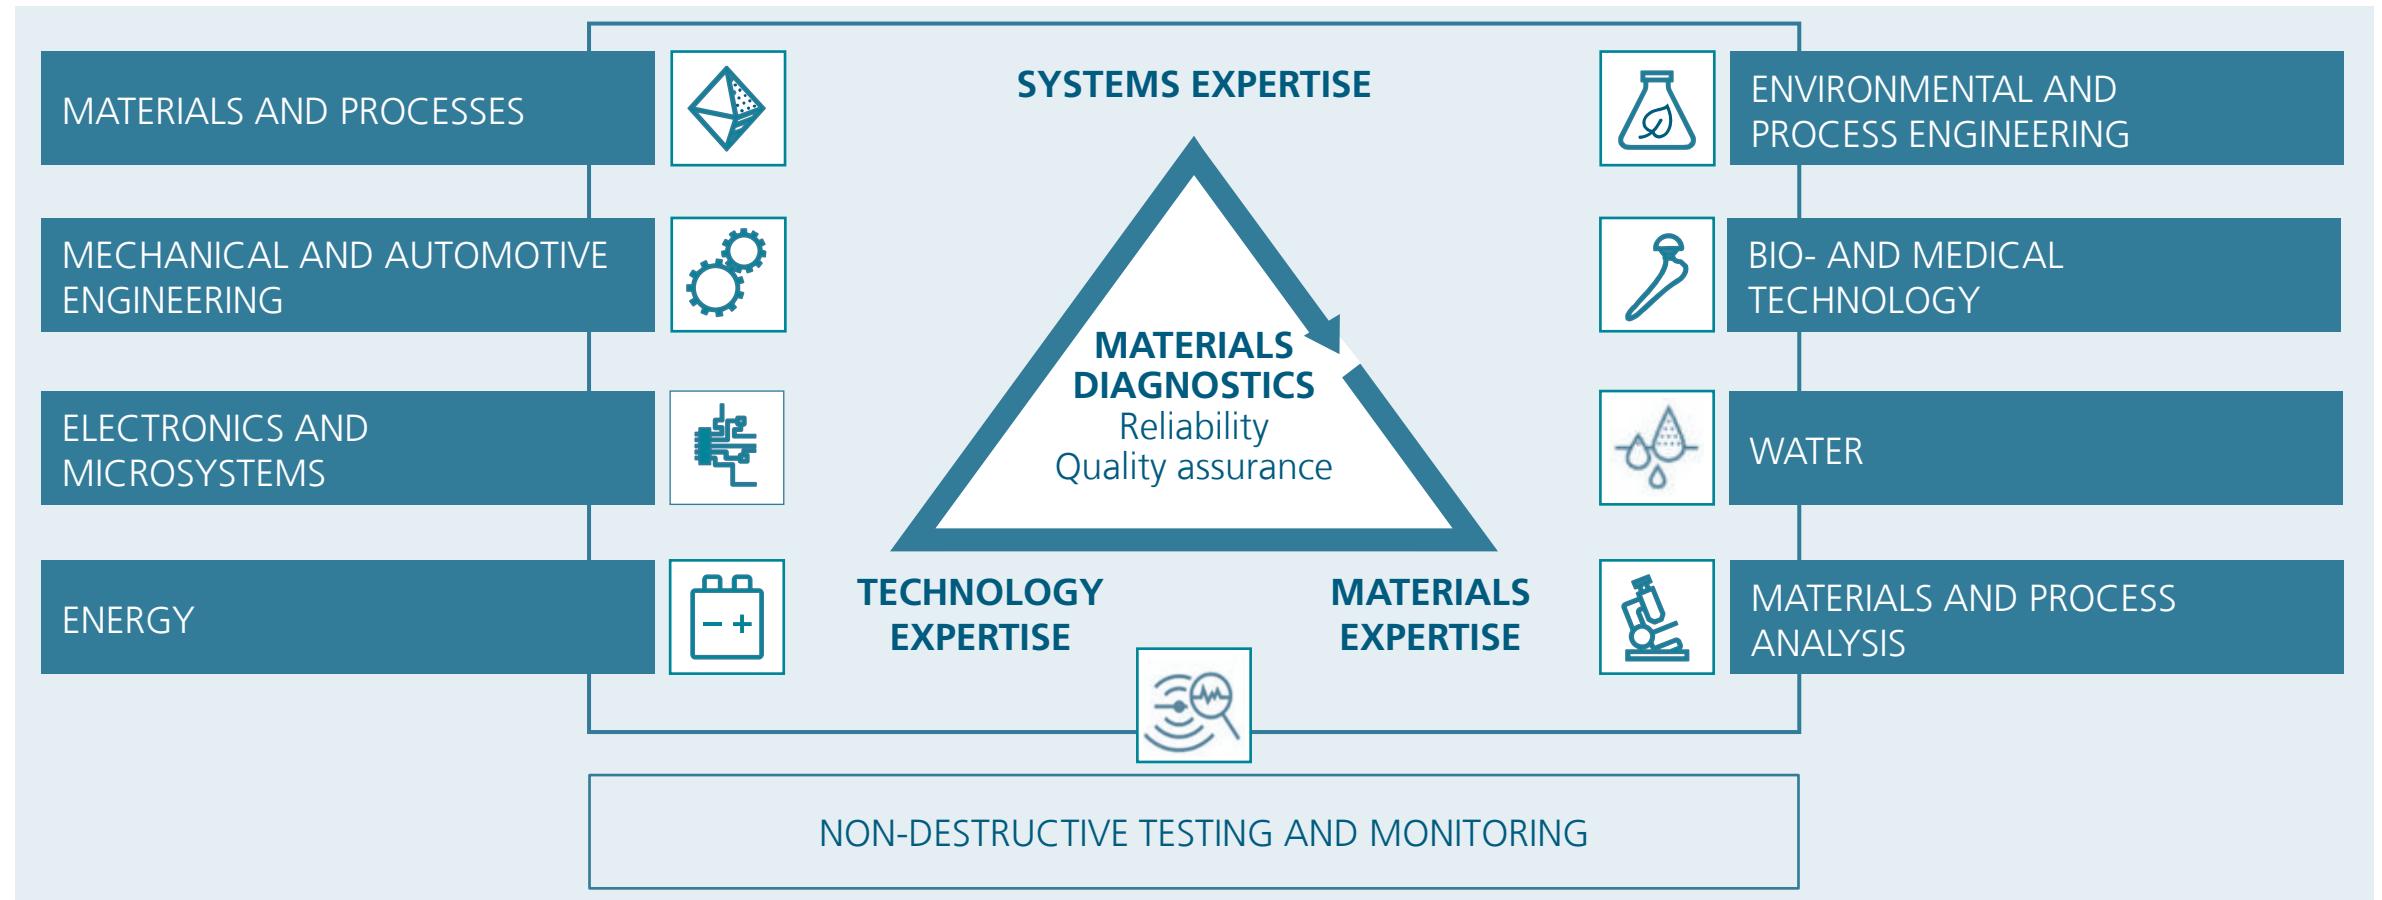 MATERIALS AND PROCESSES
MECHANICAL AND AUTOMOTIVE
ENGINEERING
ELECTRONICS AND
MICROSYSTEMS
ENERGY
SYSTEMS EXPERTISE
MATERIALS
DIAGNOSTICS
Reliability
Quality assurance
TECHNOLOGY
EXPERTISE
MATERIALS
EXPERTISE
ENVIRONMENTAL AND
PROCESS ENGINEERING
BIO- AND MEDICAL
TECHNOLOGY
WATER
MATERIALS AND PROCESS
ANALYSIS
NON-DESTRUCTIVE TESTING AND MONITORING